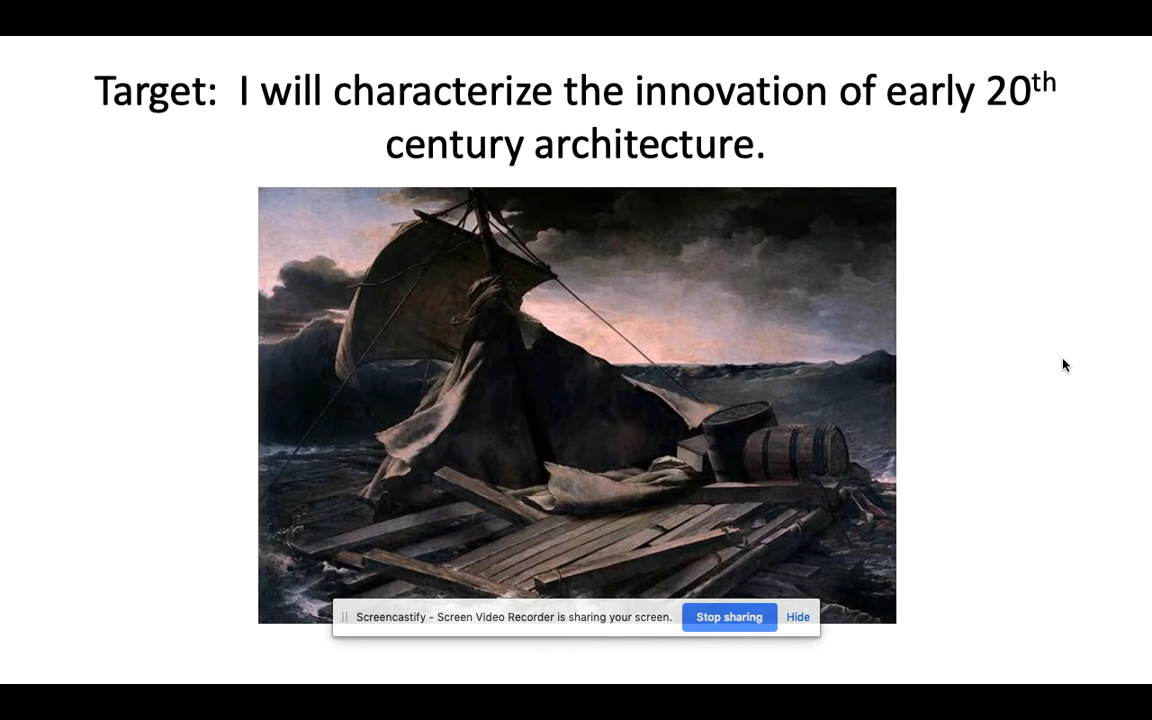 Target:  I will characterize the innovation of early 20th
century architecture.
Screencastify - Screen Video Recorder is sharing your screen. Stop sharing Hide